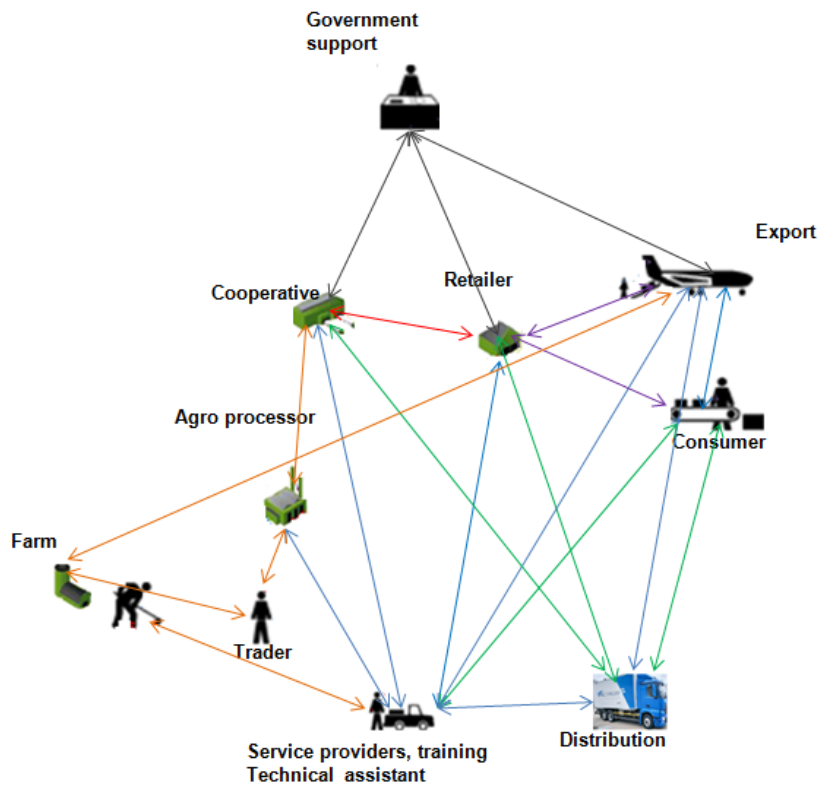 Government
support
Export
Cooperative
Retailer
Agro processor
Consumer
Farm
Trader
Distribution
Service providers, training
Technical assistant